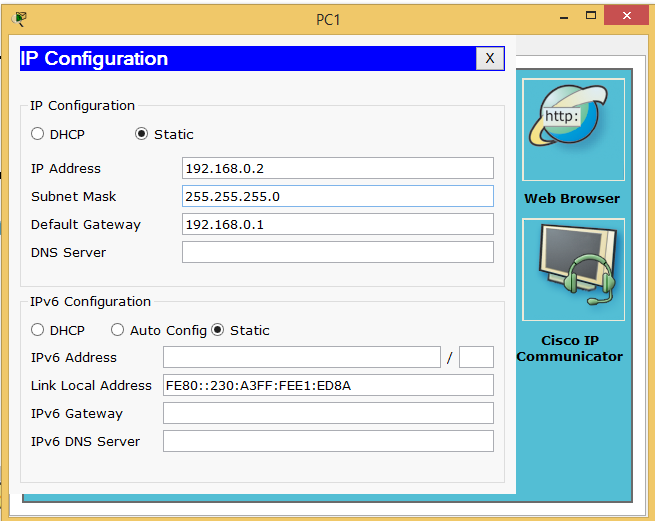 PC1
IP Configuration
X
http:
IP Configuration
DHCP
Static
IP Address
192.168.0.2
Subnet Mask
255.255.255.0
Default Gateway
192.168.0.1
DNS Server
Web Browser
IPv6 Configuration
DHCP
Auto Config
Static
IPv6 Address
/
Link Local Address
FE80::230:A3FF:FEE1:ED8A
IPv6 Gateway
IPv6 DNS Server
Cisco IP
Communicator